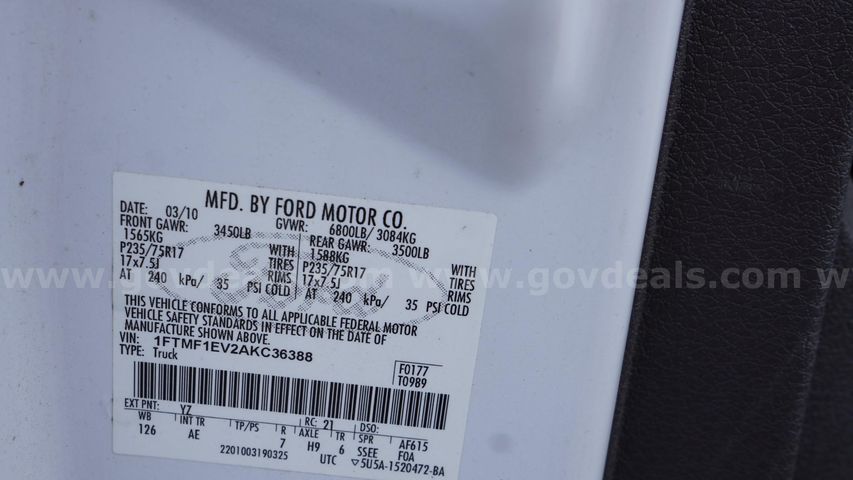 MFD. BY FORD MOTOR CO.
DATE: 03/10 GVWR: 6800LB/ 3084KG
FRONT GAWR: 3450LB REAR GAWR: 3500LB
1565KG WITH 1588KG WITH
P235/75R17 TIRES P235/75R17 TIRES
17x7.5J RIMS 17x7.5J RIMS
AT 240 kPa/ 35 PSI COLD AT 240 kPa/ 35 PSI COLD
THIS VEHICLE CONFORMS TO ALL APPLICABLE FEDERAL MOTOR
VEHICLE SAFETY STANDARDS IN EFFECT ON THE DATE OF
MANUFACTURE SHOWN ABOVE.
VIN: 1FTMF1EV2AKC36388
TYPE: Truck
F0177
T0989
EXT PNT: YZ RC: 21 DSO:
WB INT TR TP/PS R AXLE TR SPR AF615
126 AE 7 H9 6 SSEE F0A
2201003190325 UTC ▽5U5A-1520472-BA
© www.govdeals.com www.govdeals.com www.govdeals.com